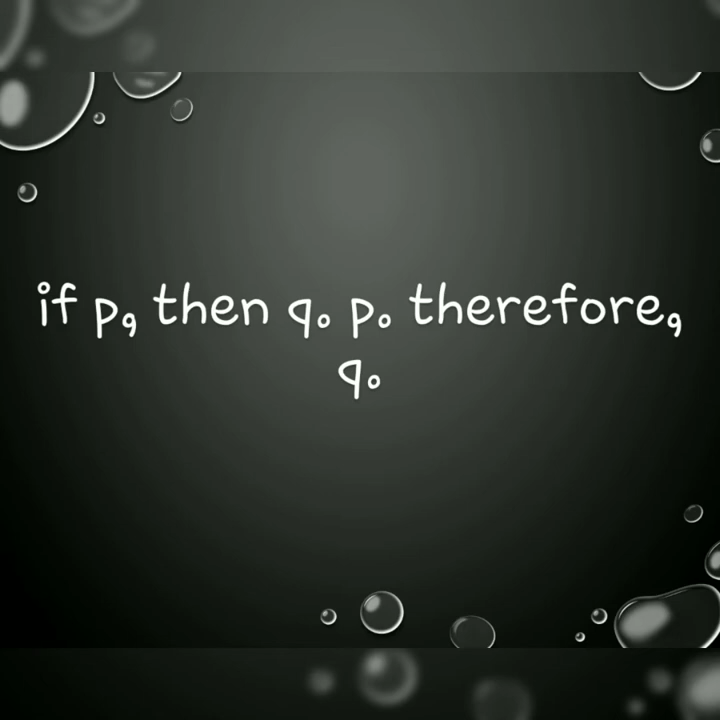 if p, then q. p. therefore,
q.